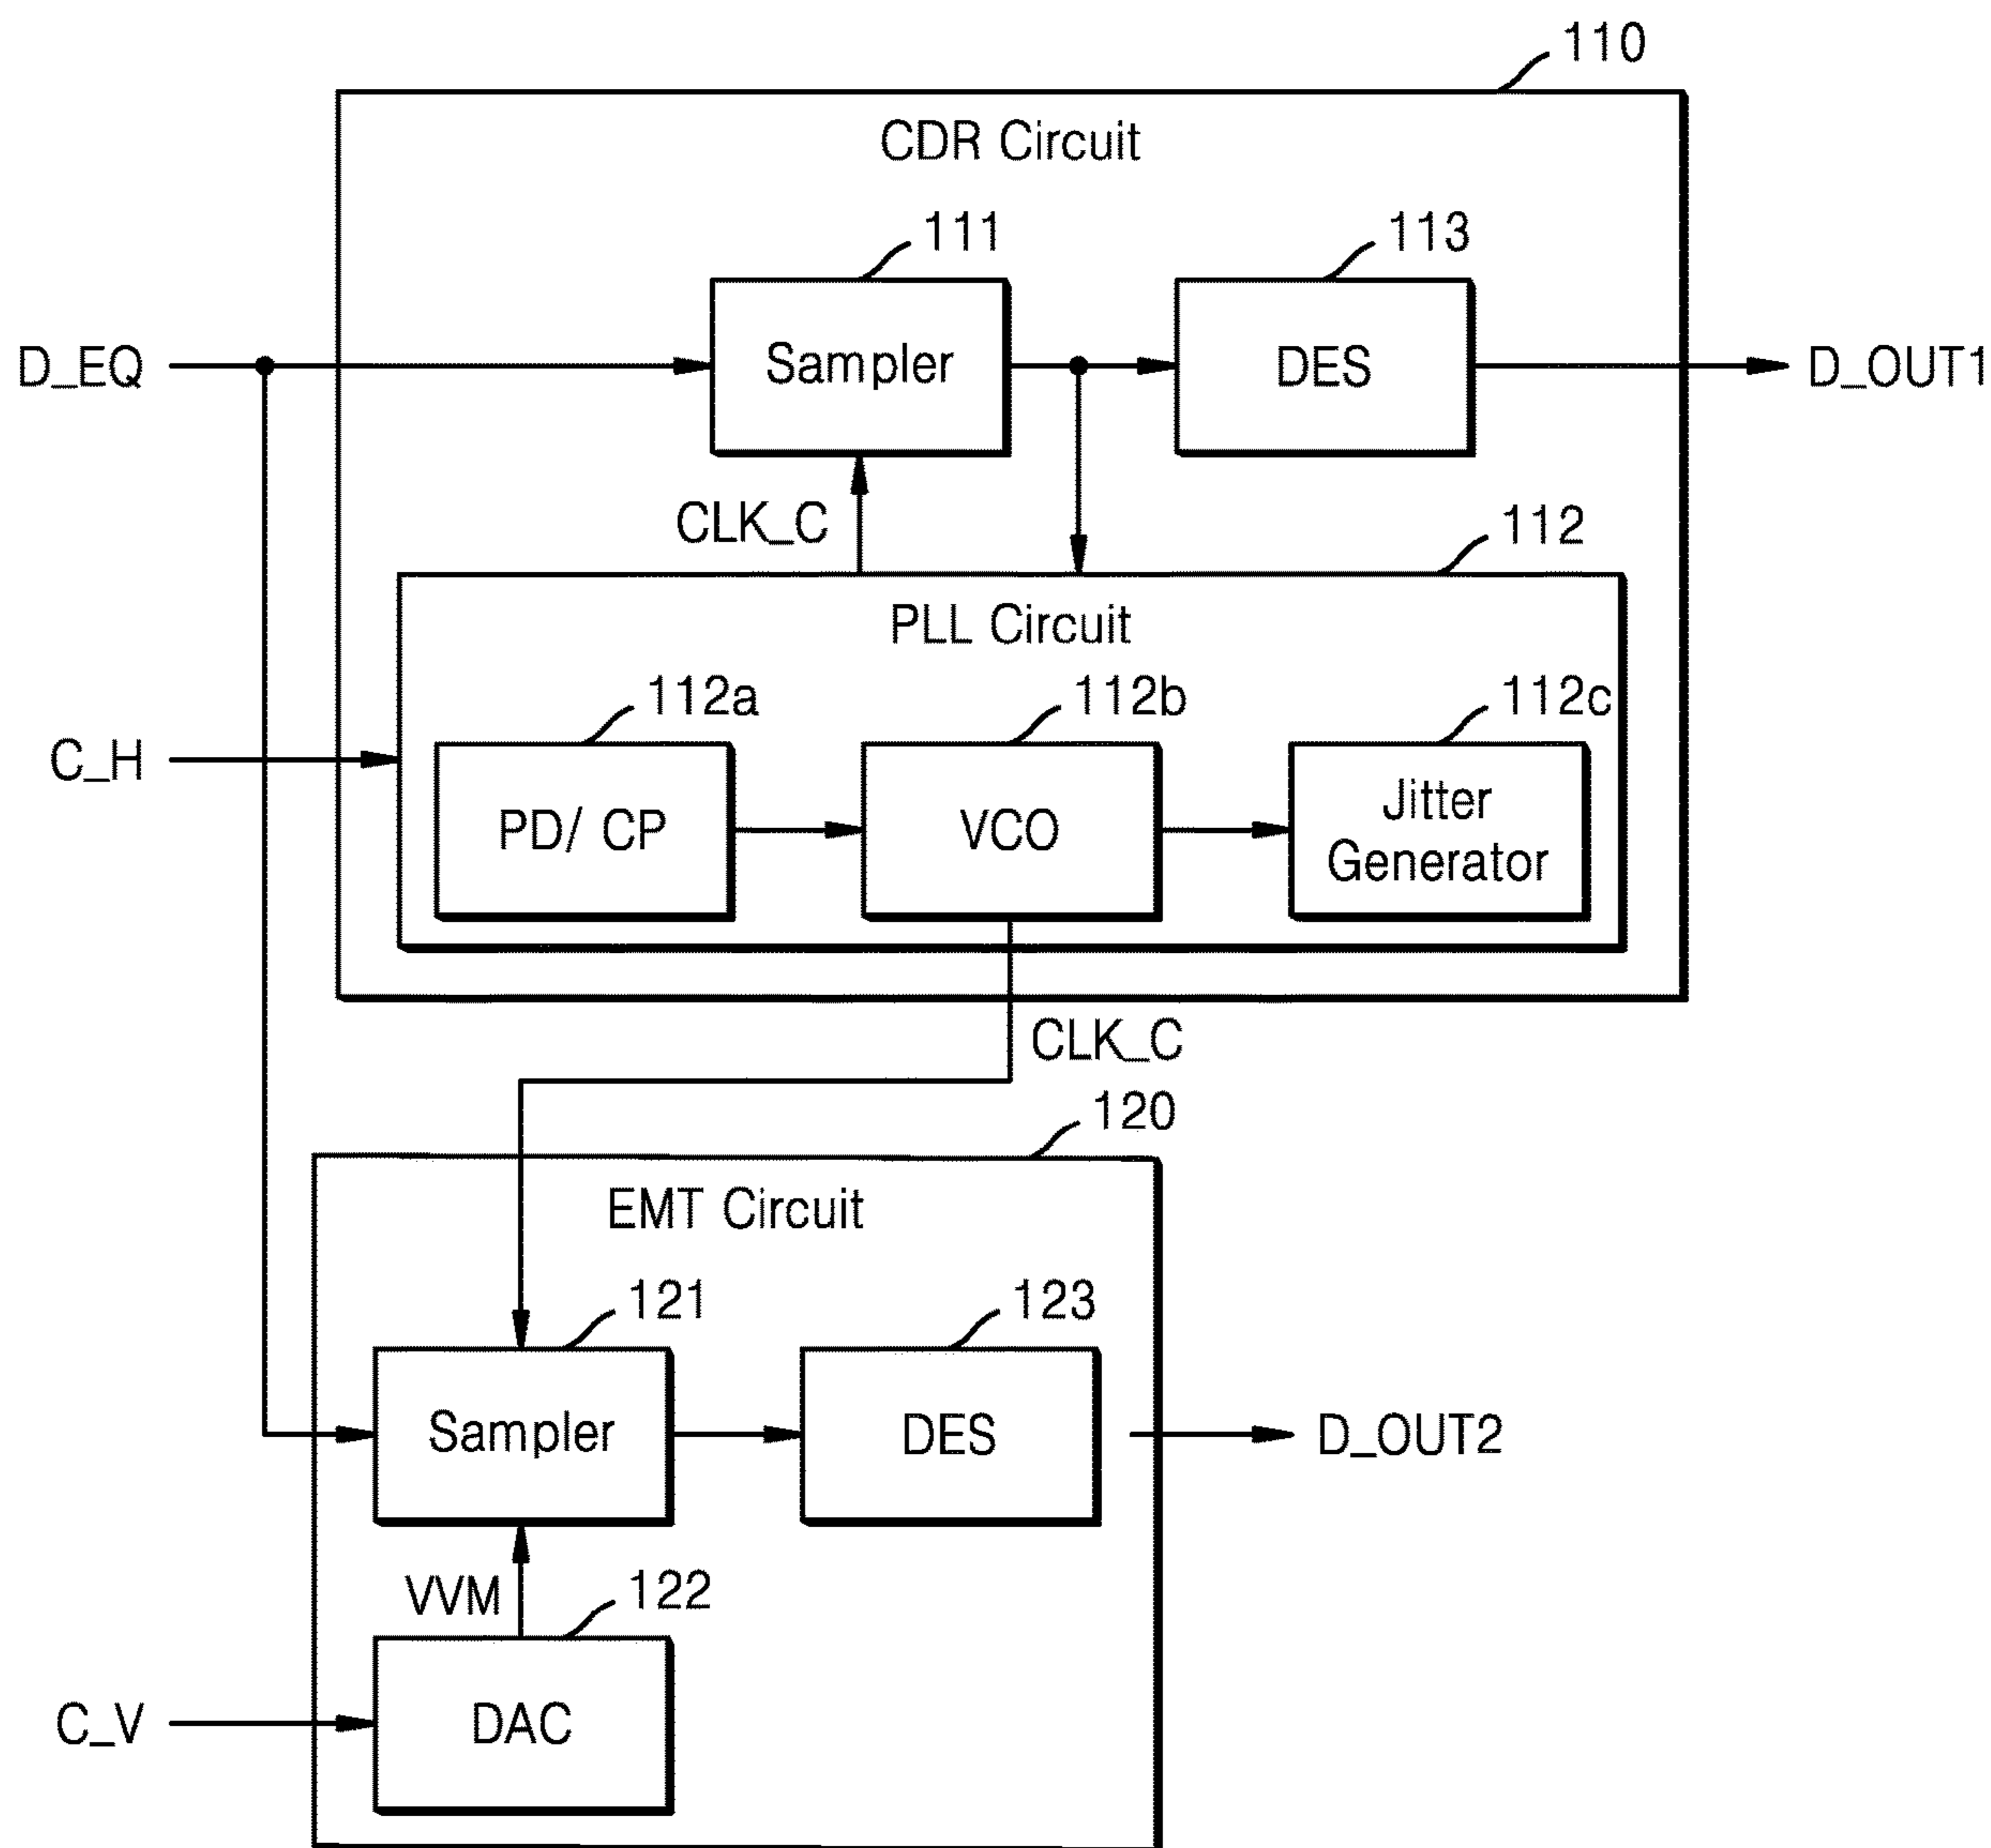 110
CDR Circuit
111
113
D_EQ
Sampler
DES
D_OUT1
CLK_C
112
PLL Circuit
112a
112b
112c
C_H
PD/ CP
VCO
Jitter
Generator
CLK_C
120
EMT Circuit
121
123
Sampler
DES
D_OUT2
VVM
122
C_V
DAC